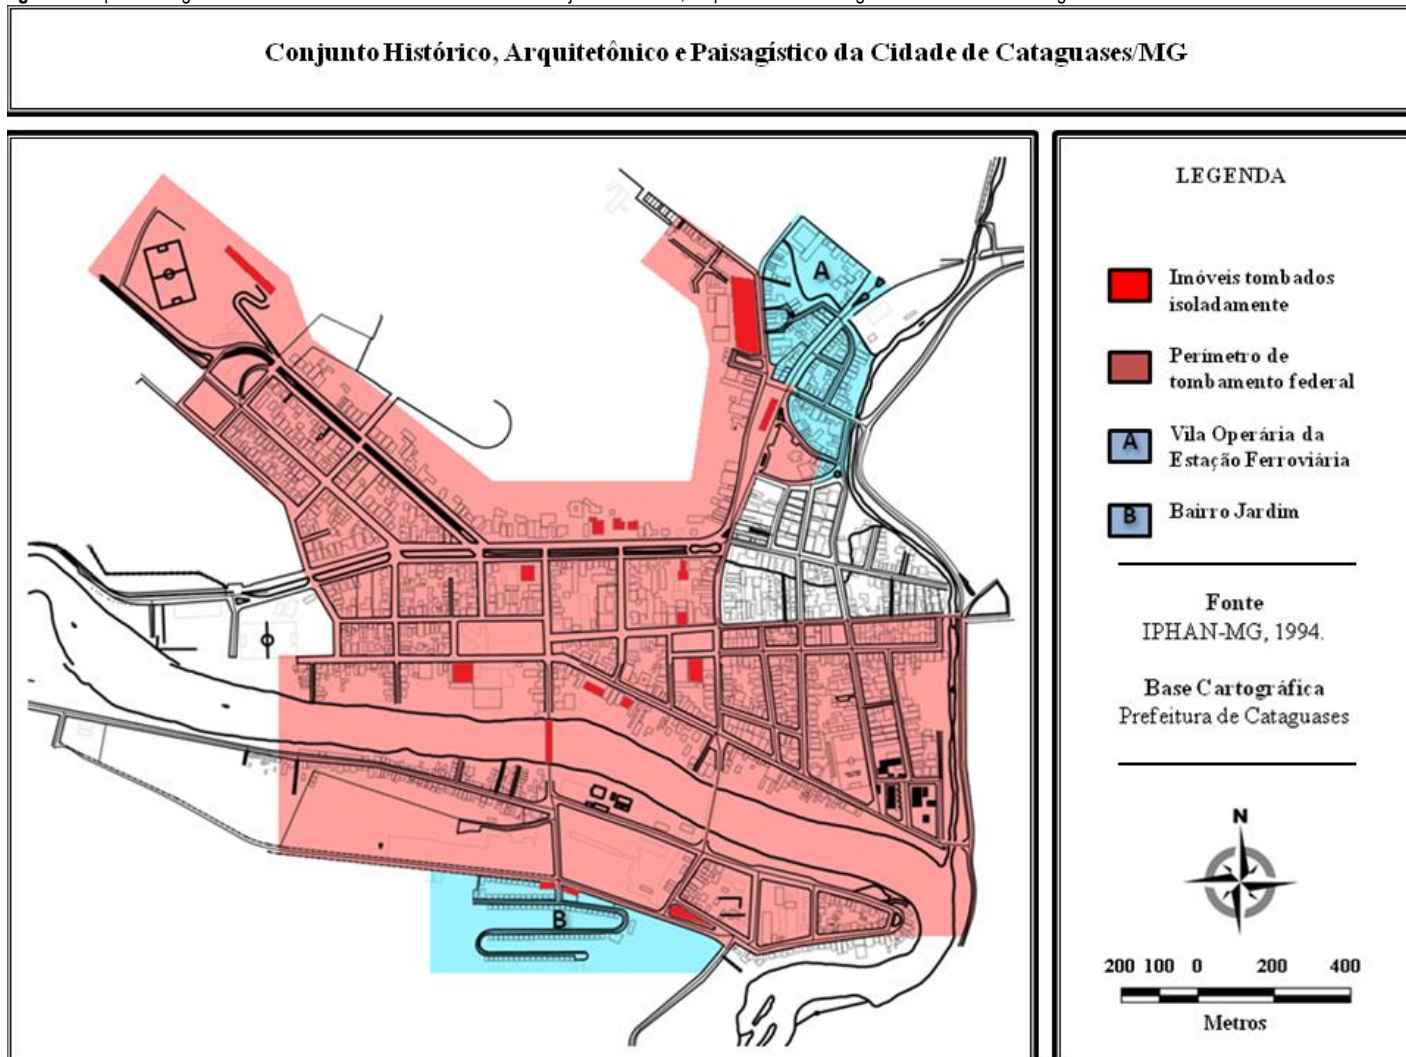 Conjunto Histórico, Arquitetônico e Paisagístico da Cidade de Cataguases/MG
A
B
LEGENDA
Imóveis tombados
isoladamente
Perímetro de
tombamento federal
A
Vila Operária da
Estação Ferroviária
B
Bairro Jardim
Fonte
IPHAN-MG, 1994.
Base Cartográfica
Prefeitura de Cataguases
N
200 100 0 200 400
Metros